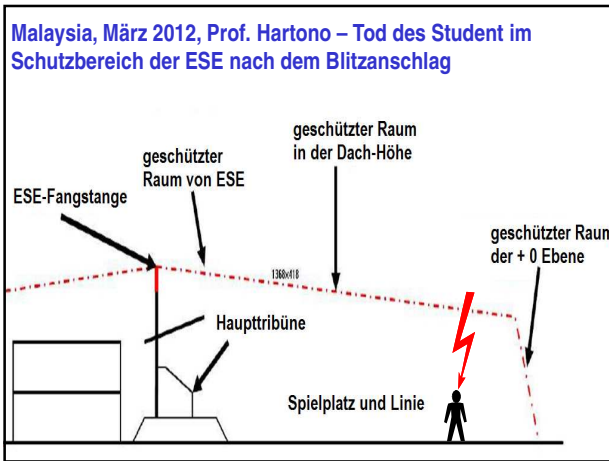 Malaysia, März 2012, Prof. Hartono – Tod des Student im
Schutzbereich der ESE nach dem Blitzanschlag
geschützter Raum
in der Dach-Höhe
geschützter
Raum von ESE
ESE-Fangstange
geschützter Raum
der + 0 Ebene
1368x418
Haupttribüne
Spielplatz und Linie